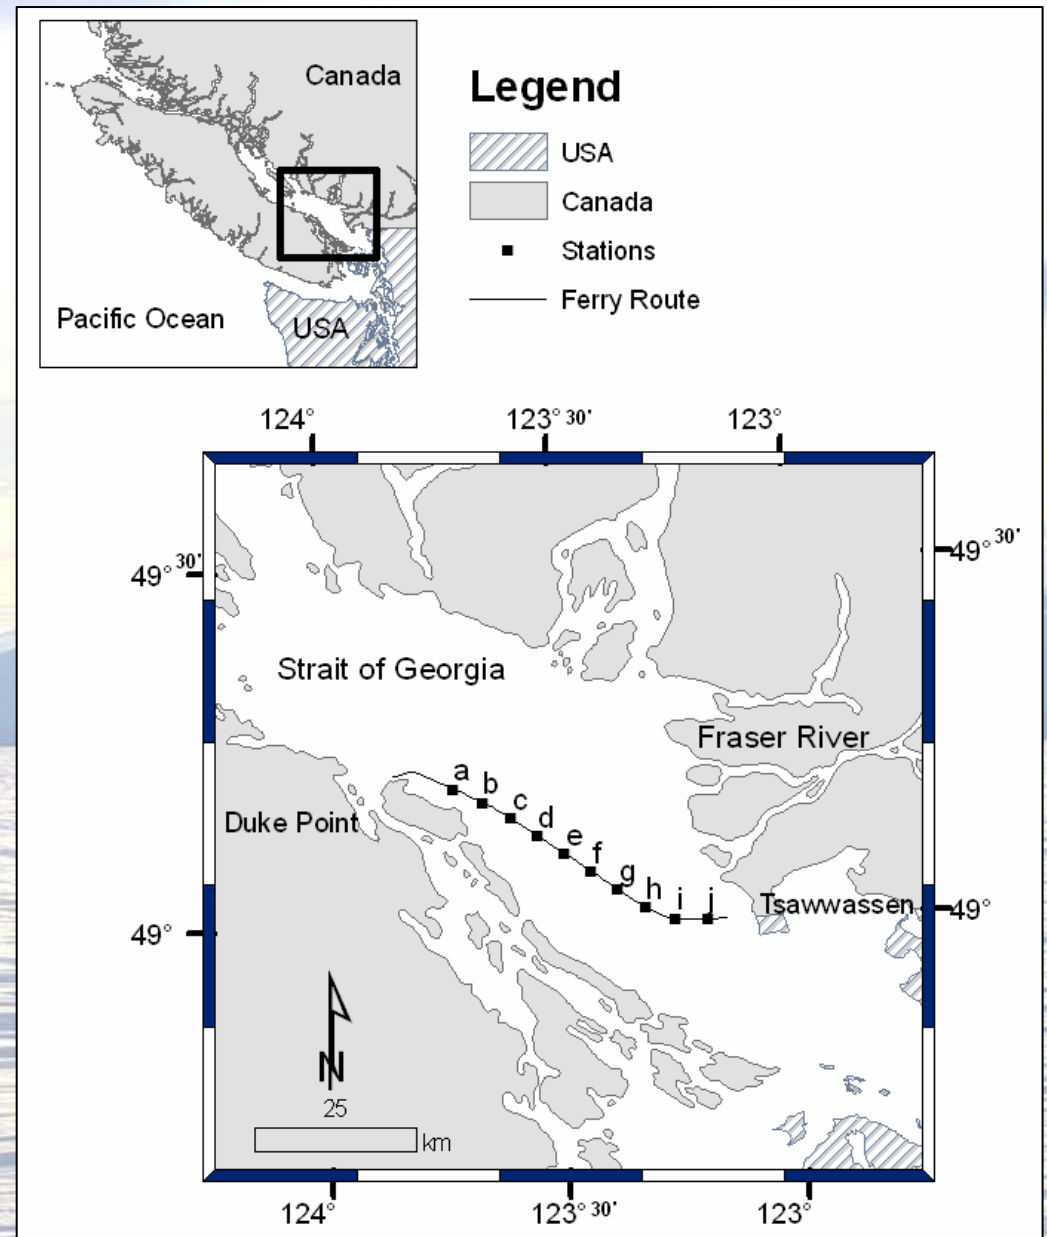 Canada
Pacific Ocean
USA
Legend
USA
Canada
Stations
Ferry Route
124°
123° 30'
123°
49° 30'
49° 30'
Strait of Georgia
Fraser River
a
b
c
d
e
f
g
h
i
j
Duke Point
Tsawwassen
49°
49°
N
25
km
124°
123° 30'
123°